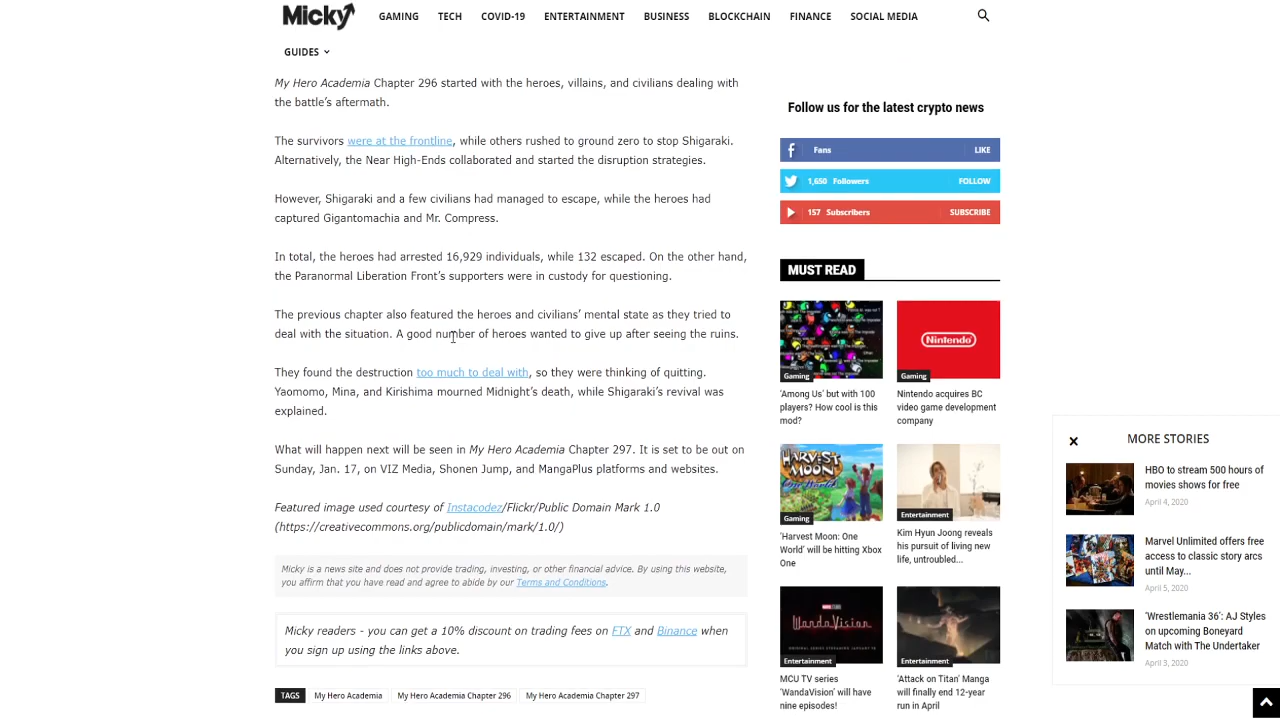 Micky
GAMING TECH COVID-19 ENTERTAINMENT BUSINESS BLOCKCHAIN FINANCE SOCIAL MEDIA
GUIDES
My Hero Academia Chapter 296 started with the heroes, villains, and civilians dealing with
the battle's aftermath.
The survivors were at the frontline, while others rushed to ground zero to stop Shigaraki.
Alternatively, the Near High-Ends collaborated and started the disruption strategies.
However, Shigaraki and a few civilians had managed to escape, while the heroes had
captured Gigantomachia and Mr. Compress.
In total, the heroes had arrested 16,929 individuals, while 132 escaped. On the other hand,
the Paranormal Liberation Front's supporters were in custody for questioning.
The previous chapter also featured the heroes and civilians' mental state as they tried to
deal with the situation. A good number of heroes wanted to give up after seeing the ruins.
They found the destruction too much to deal with, so they were thinking of quitting.
Yaomomo, Mina, and Kirishima mourned Midnight's death, while Shigaraki's revival was
explained.
What will happen next will be seen in My Hero Academia Chapter 297. It is set to be out on
Sunday, Jan. 17, on VIZ Media, Shonen Jump, and MangaPlus platforms and websites.
Featured image used courtesy of Instacodez/Flickr/Public Domain Mark 1.0
(https://creativecommons.org/publicdomain/mark/1.0/)
Micky is a news site and does not provide trading, investing, or other financial advice. By using this website,
you affirm that you have read and agree to abide by our Terms and Conditions.
Micky readers - you can get a 10% discount on trading fees on FTX and Binance when
you sign up using the links above.
TAGS My Hero Academia My Hero Academia Chapter 296 My Hero Academia Chapter 297
Follow us for the latest crypto news
Fans LIKE
1,650 Followers FOLLOW
157 Subscribers SUBSCRIBE
MUST READ
Gaming
'Among Us' but with 100
players? How cool is this
mod?
Nintendo
Gaming
Nintendo acquires BC
video game development
company
HARVEST
MOON
One World
Gaming
'Harvest Moon: One
World' will be hitting Xbox
One
Entertainment
Kim Hyun Joong reveals
his pursuit of living new
life, untroubled...
WANDAVISION
Entertainment
MCU TV series
'WandaVision' will have
nine episodes!
Entertainment
'Attack on Titan' Manga
will finally end 12-year
run in April
MORE STORIES
HBO to stream 500 hours of
movies shows for free
April 4, 2020
Marvel Unlimited offers free
access to classic story arcs
until May...
April 5, 2020
'Wrestlemania 36': AJ Styles
on upcoming Boneyard
Match with The Undertaker
April 3, 2020